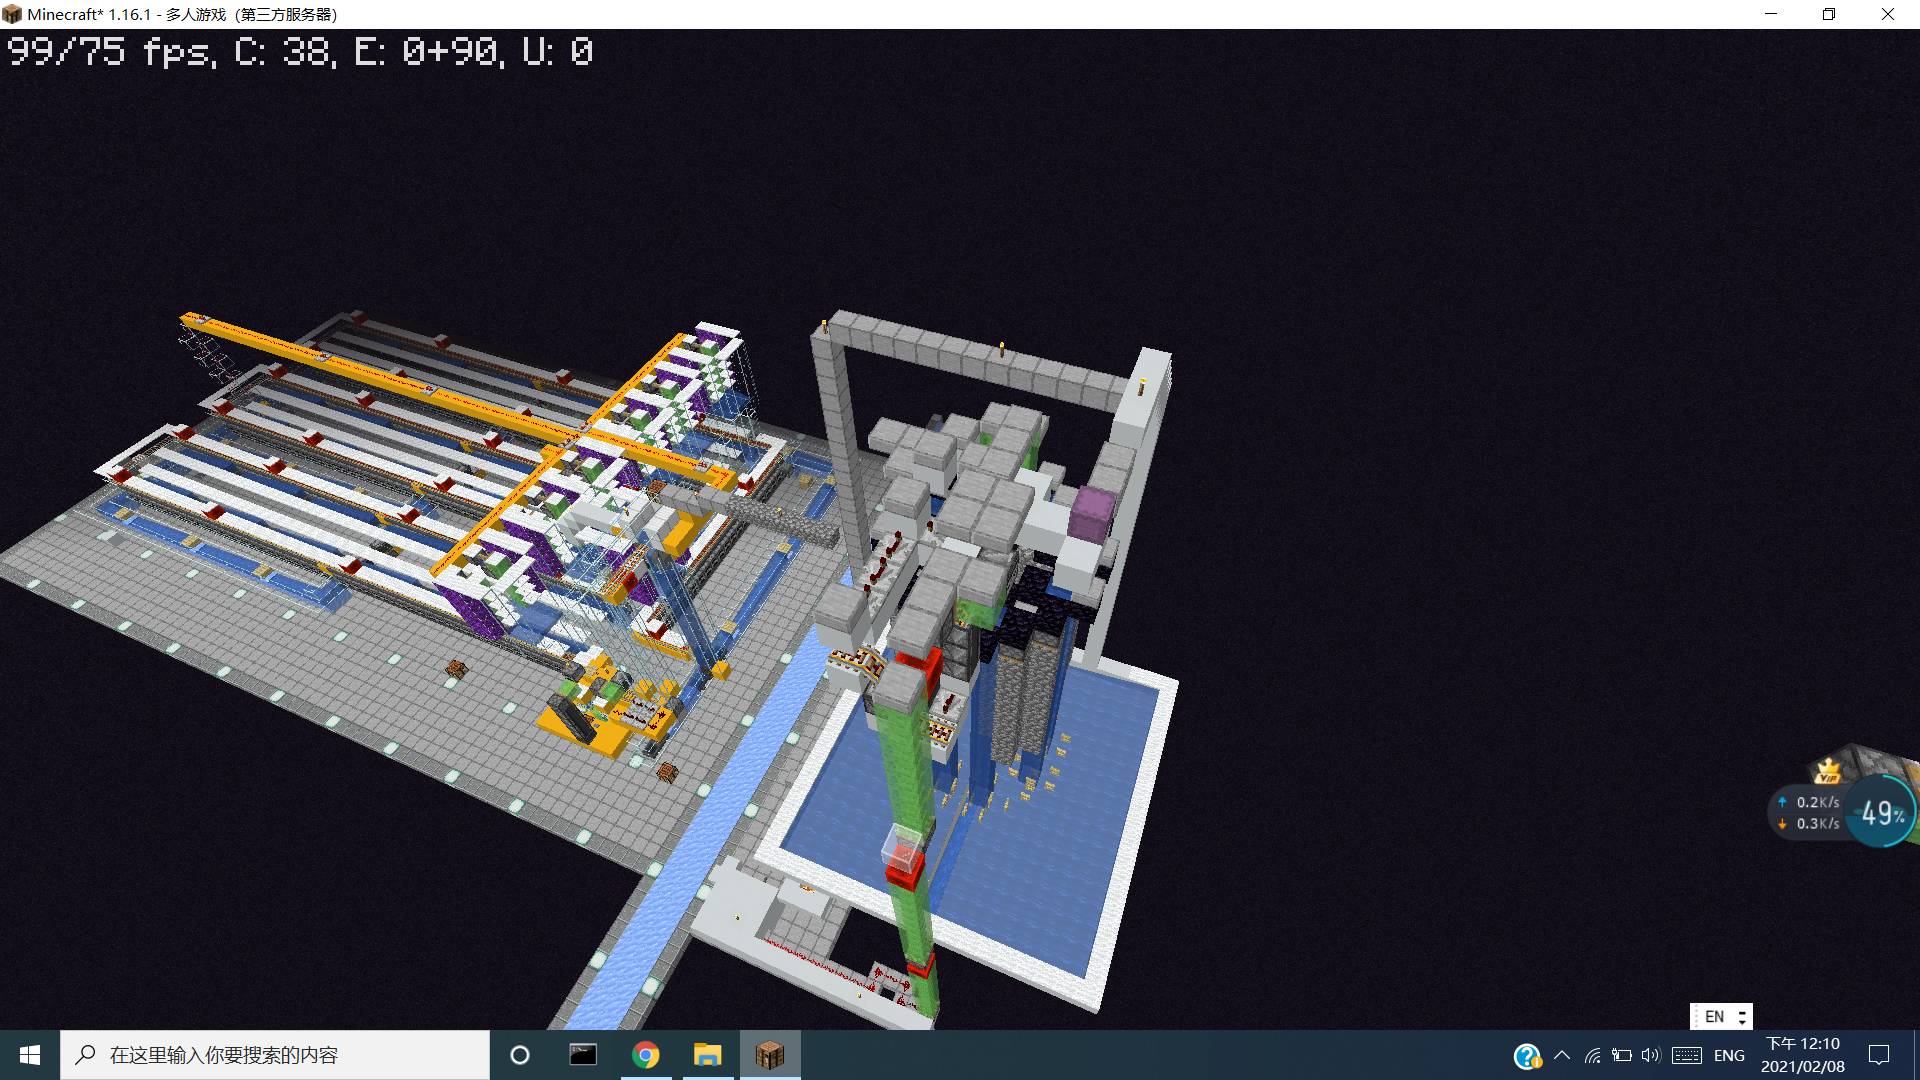 Minecraft* 1.16.1 - 多人游戏（第三方服务器）
99/75 fps, C: 38, E: 0+90, U: 0
VIP
0.2K/s
0.3K/s
49%
EN
在这里输入你要搜索的内容
ENG
下午 12:10
2021/02/08